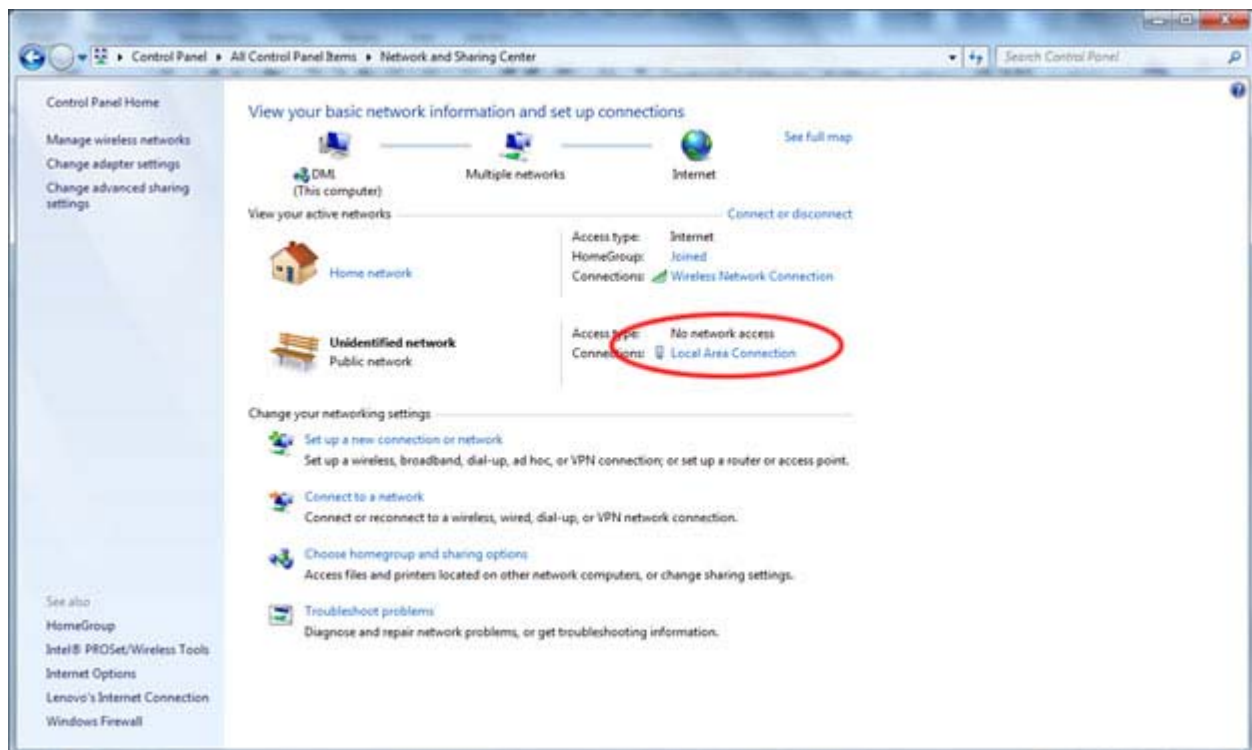 Control Panel ▸ All Control Panel Items ▸ Network and Sharing Center
Search Control Panel
Control Panel Home
Manage wireless networks
Change adapter settings
Change advanced sharing
settings
View your basic network information and set up connections
See full map
DML
(This computer)
Multiple networks
Internet
View your active networks
Connect or disconnect
Home network
Access type: Internet
HomeGroup: Joined
Connections: Wireless Network Connection
Unidentified network
Public network
Access type: No network access
Connections: Local Area Connection
Change your networking settings
Set up a new connection or network
Set up a wireless, broadband, dial-up, ad hoc, or VPN connection; or set up a router or access point.
Connect to a network
Connect or reconnect to a wireless, wired, dial-up, or VPN network connection.
Choose homegroup and sharing options
Access files and printers located on other network computers, or change sharing settings.
Troubleshoot problems
Diagnose and repair network problems, or get troubleshooting information.
See also
HomeGroup
Intel® PROSet/Wireless Tools
Internet Options
Lenovo's Internet Connection
Windows Firewall